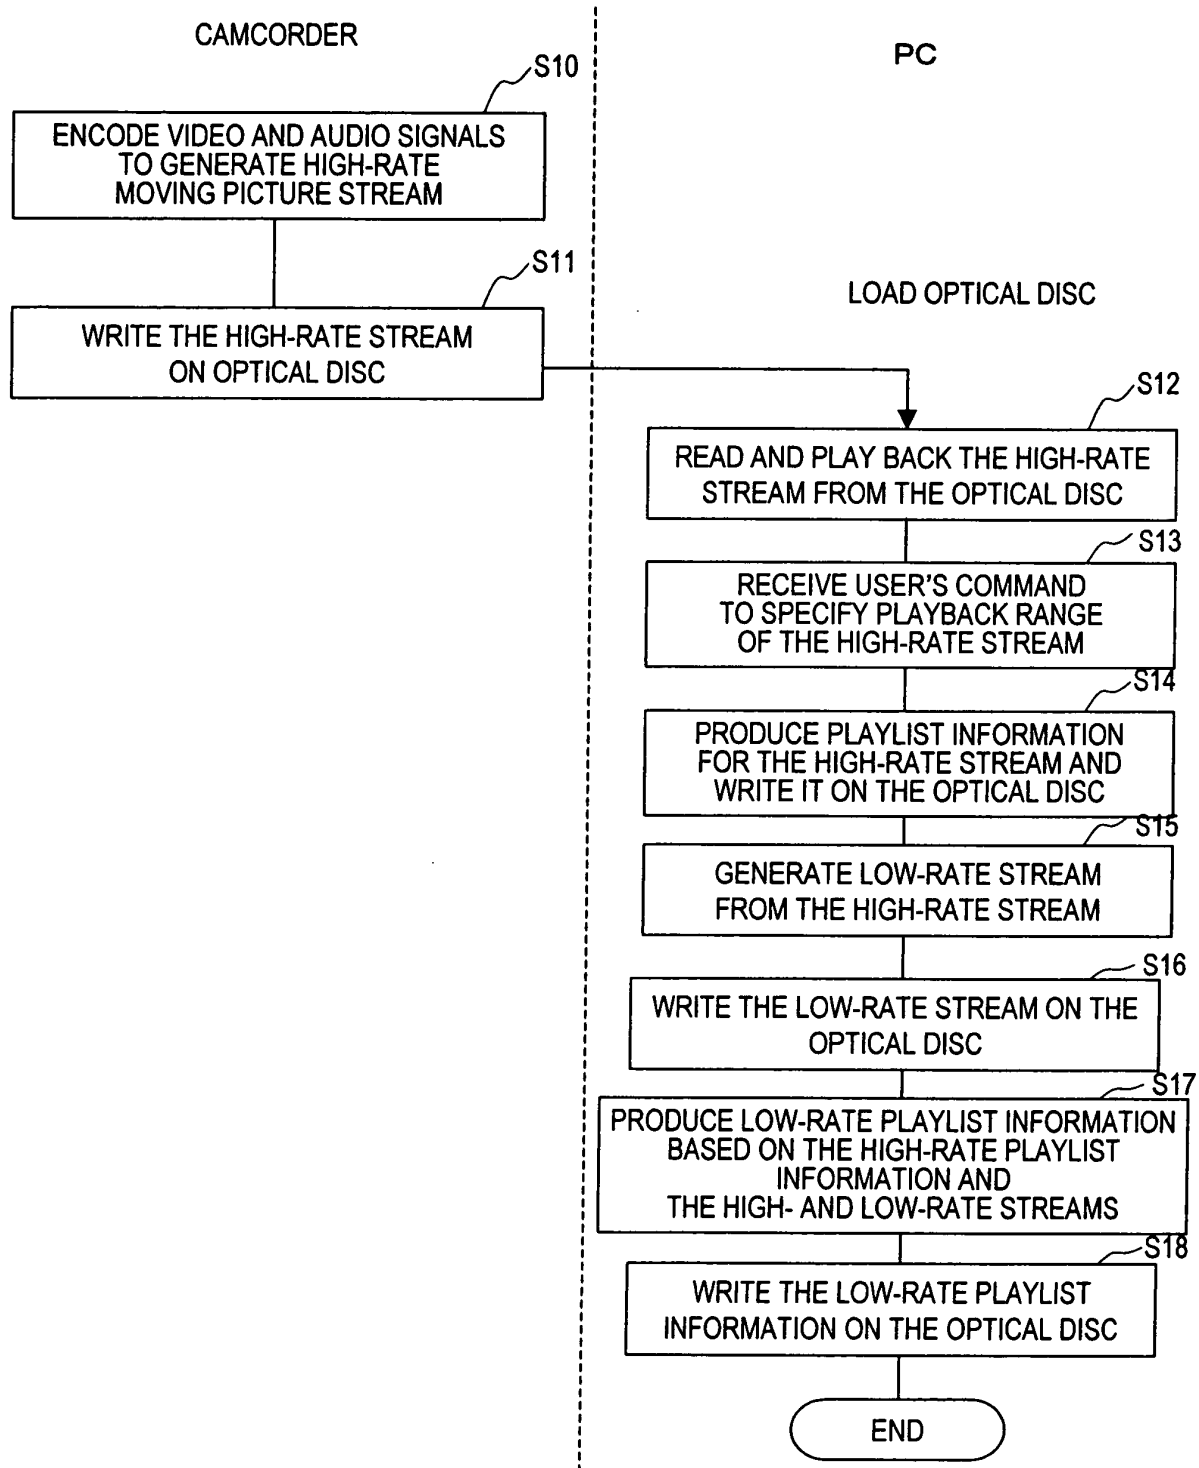 CAMCORDER
PC
S10
ENCODE VIDEO AND AUDIO SIGNALS
TO GENERATE HIGH-RATE
MOVING PICTURE STREAM
S11
WRITE THE HIGH-RATE STREAM
ON OPTICAL DISC
LOAD OPTICAL DISC
S12
READ AND PLAY BACK THE HIGH-RATE
STREAM FROM THE OPTICAL DISC
S13
RECEIVE USER'S COMMAND
TO SPECIFY PLAYBACK RANGE
OF THE HIGH-RATE STREAM
S14
PRODUCE PLAYLIST INFORMATION
FOR THE HIGH-RATE STREAM AND
WRITE IT ON THE OPTICAL DISC
S15
GENERATE LOW-RATE STREAM
FROM THE HIGH-RATE STREAM
S16
WRITE THE LOW-RATE STREAM ON THE
OPTICAL DISC
S17
PRODUCE LOW-RATE PLAYLIST INFORMATION
BASED ON THE HIGH-RATE PLAYLIST
INFORMATION AND
THE HIGH- AND LOW-RATE STREAMS
S18
WRITE THE LOW-RATE PLAYLIST
INFORMATION ON THE OPTICAL DISC
END